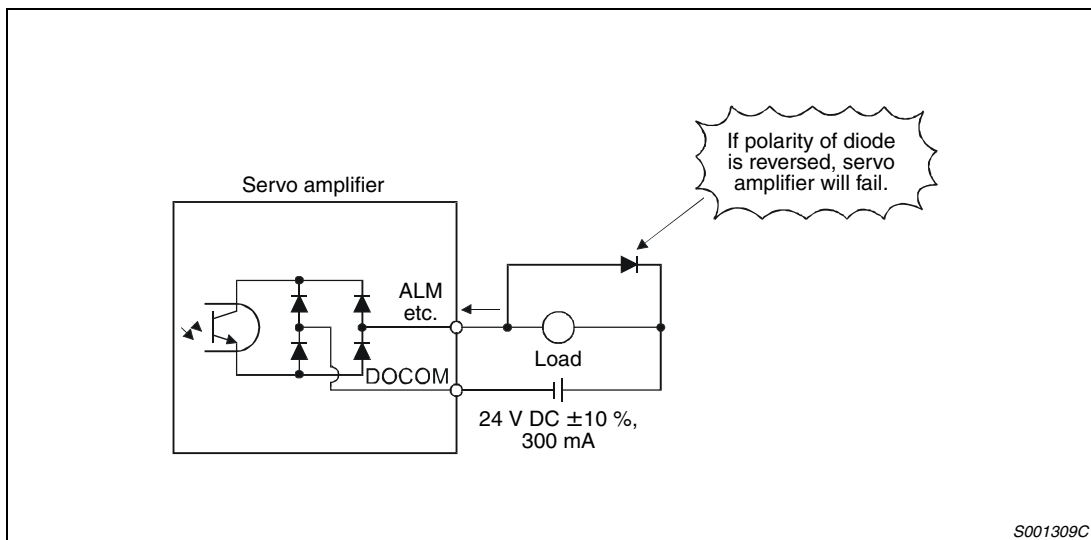 If polarity of diode
is reversed, servo
amplifier will fail.
Servo amplifier
ALM
etc.
Load
DOCOM
24 V DC ±10 %,
300 mA
S001309C